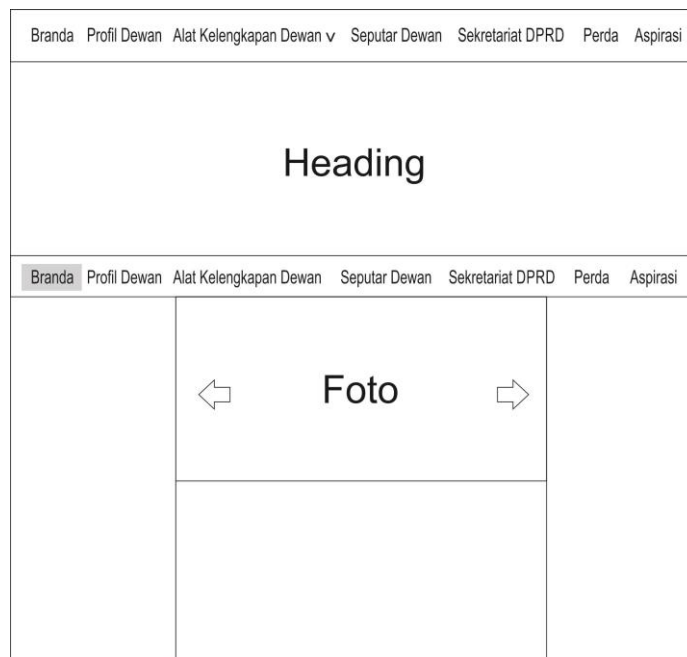 Branda Profil Dewan Alat Kelengkapan Dewan v Seputar Dewan Sekretariat DPRD Perda Aspirasi
Heading
Branda Profil Dewan Alat Kelengkapan Dewan Seputar Dewan Sekretariat DPRD Perda Aspirasi
Foto